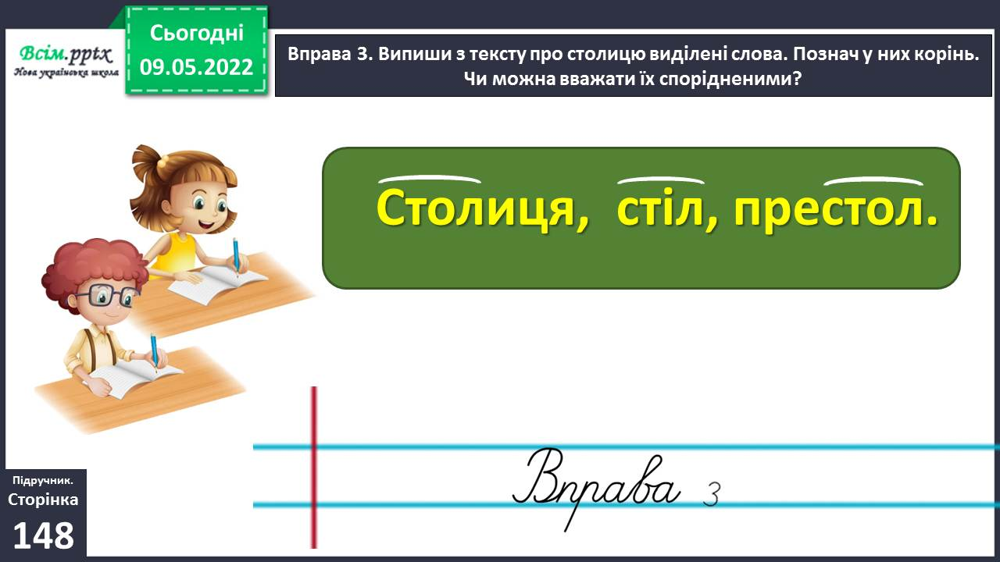 Всім.pptx
Нова українська школа
Сьогодні
09.05.2022
Вправа 3. Випиши з тексту про столицю виділені слова. Познач у них корінь.
Чи можна вважати їх спорідненими?
Столиця, стіл, престол.
Вправа 3
Підручник.
Сторінка
148